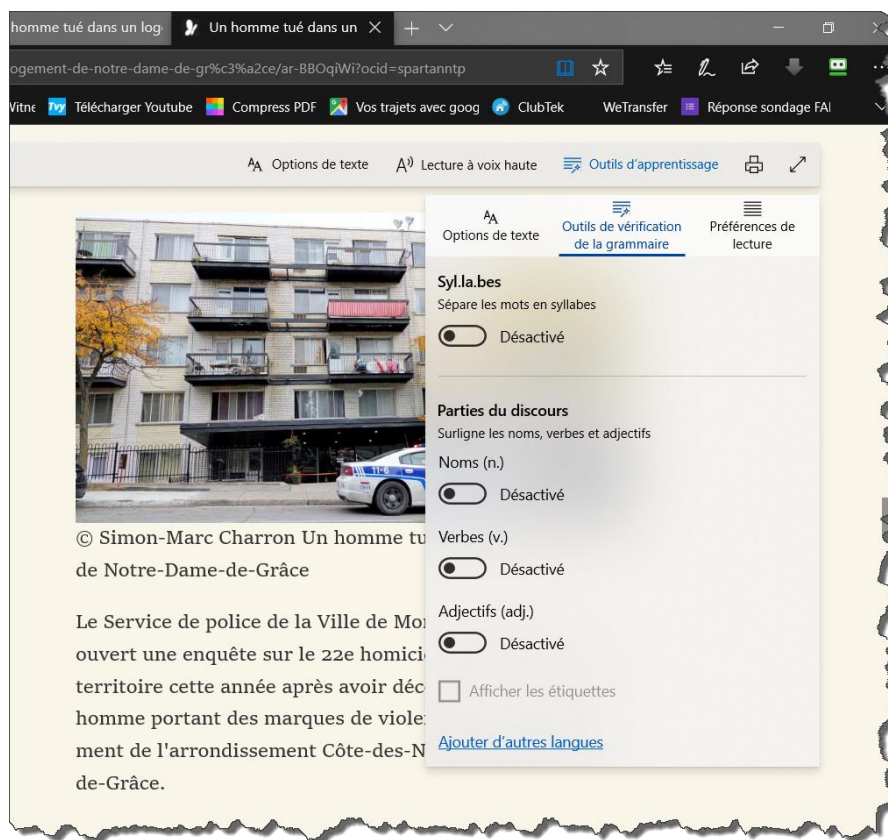 homme tué dans un log
Un homme tué dans un
ogement-de-notre-dame-de-gr%c3%a2ce/ar-BBOqiWi?ocid=spartanntp
Witne Tvy Télécharger Youtube Compress PDF Vos trajets avec goog ClubTek WeTransfer Réponse sondage FAI
Options de texte Lecture à voix haute Outils d'apprentissage
Options de texte
Outils de vérification
de la grammaire
Préférences de
lecture
Syl.la.bes
Sépare les mots en syllabes
Désactivé
Parties du discours
Surligne les noms, verbes et adjectifs
Noms (n.)
Désactivé
Verbes (v.)
Désactivé
Adjectifs (adj.)
Désactivé
Afficher les étiquettes
Ajouter d'autres langues
11-6
© Simon-Marc Charron Un homme tu
de Notre-Dame-de-Grâce
Le Service de police de la Ville de Mo
ouvert une enquête sur le 22e homici
territoire cette année après avoir déc
homme portant des marques de viole
ment de l'arrondissement Côte-des-N
de-Grâce.